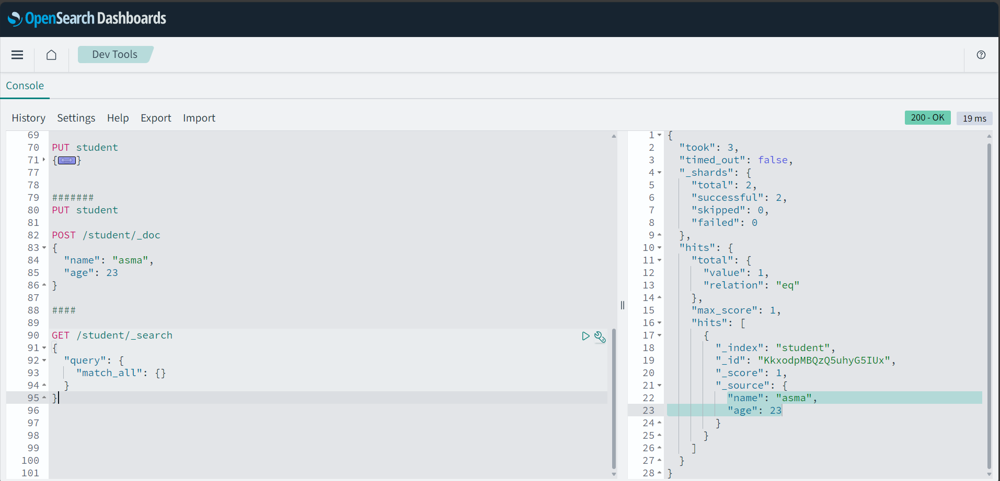 OpenSearch Dashboards
Dev Tools
Console
History Settings Help Export Import
200 - OK 19 ms
69
70 PUT student
71 {}
77
78
79 #######
80 PUT student
81
82 POST /student/_doc
83 {
84 "name": "asma",
85 "age": 23
86 }
87
88 ####
89
90 GET /student/_search
91 {
92 "query": {
93 "match_all": {}
94 }
95 }
96
97
98
99
100
101
1 {
2 "took": 3,
3 "timed_out": false,
4 "_shards": {
5 "total": 2,
6 "successful": 2,
7 "skipped": 0,
8 "failed": 0
9 },
10 "hits": {
11 "total": {
12 "value": 1,
13 "relation": "eq"
14 },
15 "max_score": 1,
16 "hits": [
17 {
18 "_index": "student",
19 "_id": "KkxodpMBQzQ5uhyG5IUx",
20 "_score": 1,
21 "_source": {
22 "name": "asma",
23 "age": 23
24 }
25 }
26 ]
27 }
28 }